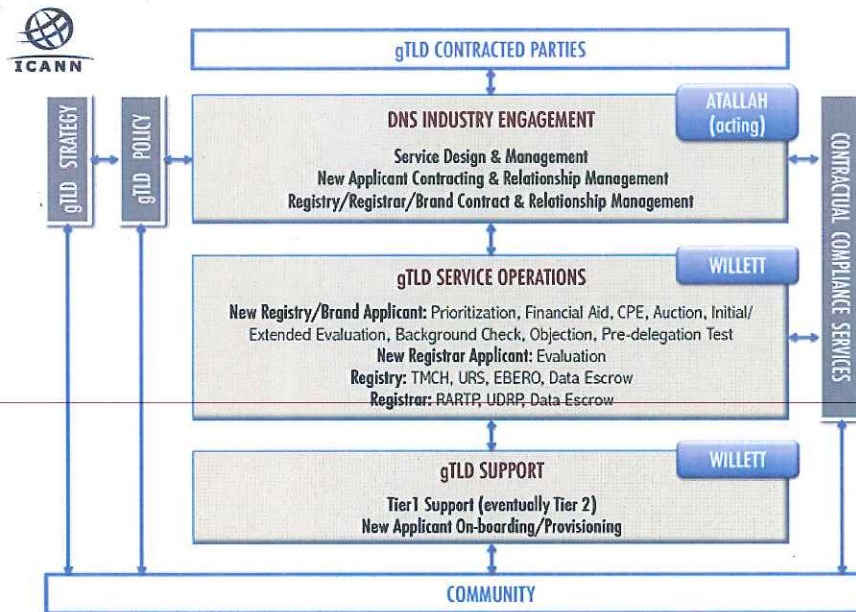 ICANN
gTLD CONTRACTED PARTIES
gTLD STRATEGY
gTLD POLICY
DNS INDUSTRY ENGAGEMENT
ATALLAH
(acting)
Service Design & Management
New Applicant Contracting & Relationship Management
Registry/Registrar/Brand Contract & Relationship Management
CONTRACTUAL COMPLIANCE SERVICES
gTLD SERVICE OPERATIONS
WILLETT
New Registry/Brand Applicant: Prioritization, Financial Aid, CPE, Auction, Initial/
Extended Evaluation, Background Check, Objection, Pre-delegation Test
New Registrar Applicant: Evaluation
Registry: TMCH, URS, EBERO, Data Escrow
Registrar: RARTP, UDRP, Data Escrow
gTLD SUPPORT
WILLETT
Tier1 Support (eventually Tier 2)
New Applicant On-boarding/Provisioning
COMMUNITY